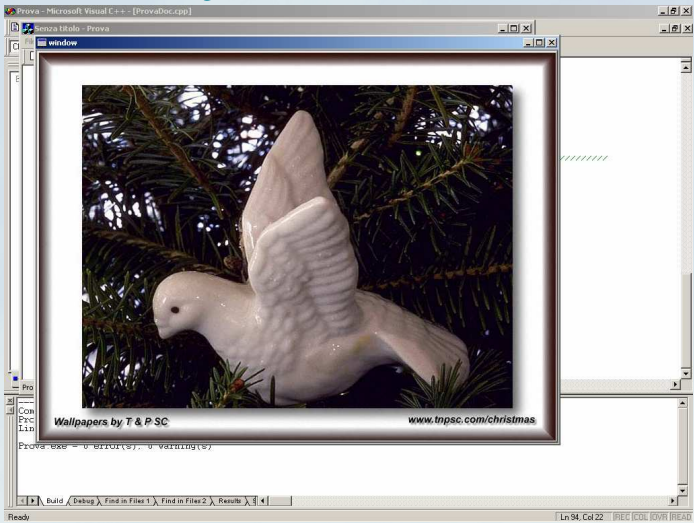 Prova - Microsoft Visual C++ - [ProvaDoc.cpp]
Senza titolo - Prova
window
Wallpapers by T & P SC
www.tnpsc.com/christmas
Prova.exe - 0 error(s), 0 warning(s)
Build
Debug
Find in Files 1
Find in Files 2
Results
Ready
Ln 94, Col 22
REC COL OVR READ